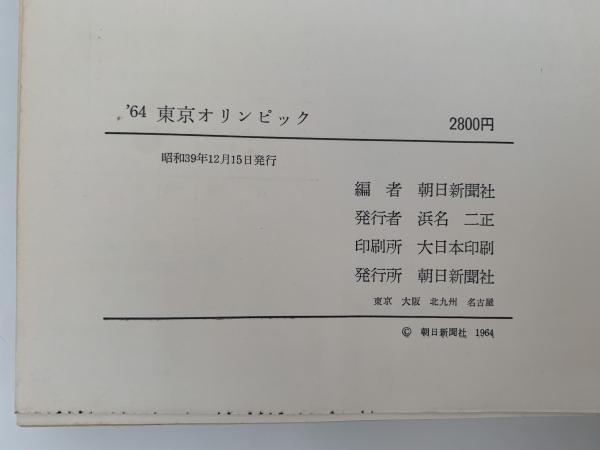 '64 東京オリンピック 2800円
昭和39年12月15日発行
編者 朝日新聞社
発行者 浜名二正
印刷所 大日本印刷
発行所 朝日新聞社
東京 大阪 北九州 名古屋
© 朝日新聞社 1964